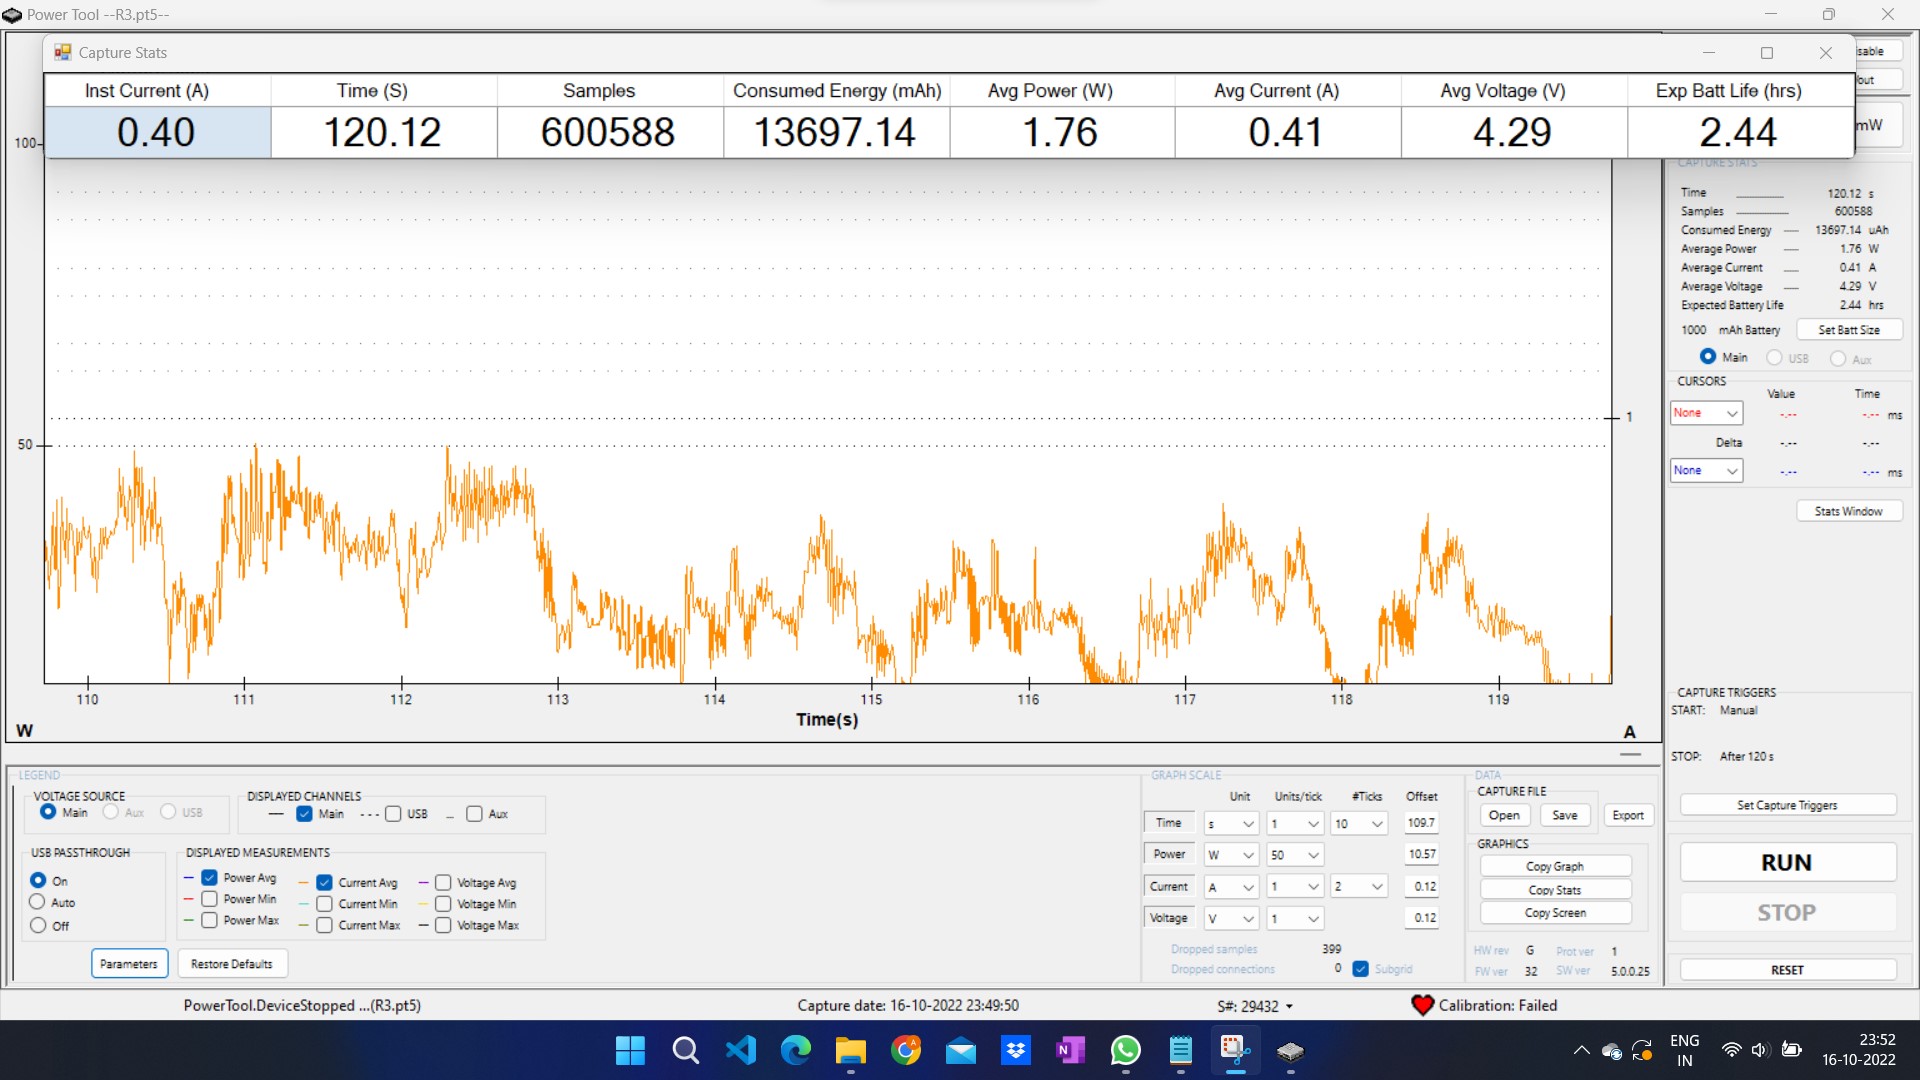 Power Tool --R3.pt5--
Capture Stats
Inst Current (A) Time (S) Samples Consumed Energy (mAh) Avg Power (W) Avg Current (A) Avg Voltage (V) Exp Batt Life (hrs)
0.40 120.12 600588 13697.14 1.76 0.41 4.29 2.44
mW
CAPTURE STATS
Time 120.12 s
Samples 600588
Consumed Energy 13697.14 uAh
Average Power 1.76 W
Average Current 0.41 A
Average Voltage 4.29 V
Expected Battery Life 2.44 hrs
1000 mAh Battery Set Batt Size
Main USB Aux
CURSORS
Value Time
None -.-- -.-- ms
Delta -.-- -.--
None -.-- -.-- ms
Stats Window
CAPTURE TRIGGERS
START: Manual
STOP: After 120 s
Set Capture Triggers
RUN
STOP
RESET
100
50
1
110 111 112 113 114 115 116 117 118 119
Time(s)
W A
LEGEND
VOLTAGE SOURCE
Main Aux USB
DISPLAYED CHANNELS
Main USB Aux
USB PASSTHROUGH
On
Auto
Off
DISPLAYED MEASUREMENTS
Power Avg Current Avg Voltage Avg
Power Min Current Min Voltage Min
Power Max Current Max Voltage Max
Parameters Restore Defaults
GRAPH SCALE
Unit Units/tick #Ticks Offset
Time s 1 10 109.7
Power W 50 10.57
Current A 1 2 0.12
Voltage V 1 0.12
Dropped samples 399
Dropped connections 0 Subgrid
DATA
CAPTURE FILE
Open Save Export
GRAPHICS
Copy Graph
Copy Stats
Copy Screen
HW rev G Prot ver 1
FW ver 32 SW ver 5.0.0.25
PowerTool.DeviceStopped ...(R3.pt5) Capture date: 16-10-2022 23:49:50 S#: 29432 Calibration: Failed
ENG
IN
23:52
16-10-2022